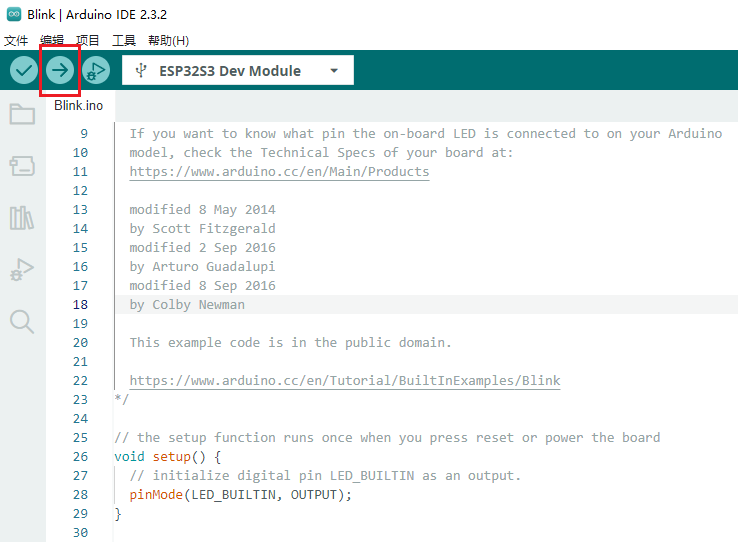 Blink | Arduino IDE 2.3.2
文件 编辑 项目 工具 帮助(H)
ESP32S3 Dev Module
Blink.ino
9 If you want to know what pin the on-board LED is connected to on your Arduino
10 model, check the Technical Specs of your board at:
11 https://www.arduino.cc/en/Main/Products
12
13 modified 8 May 2014
14 by Scott Fitzgerald
15 modified 2 Sep 2016
16 by Arturo Guadalupi
17 modified 8 Sep 2016
18 by Colby Newman
19
20 This example code is in the public domain.
21
22 https://www.arduino.cc/en/Tutorial/BuiltInExamples/Blink
23 */
24
25 // the setup function runs once when you press reset or power the board
26 void setup() {
27 // initialize digital pin LED_BUILTIN as an output.
28 pinMode(LED_BUILTIN, OUTPUT);
29 }
30